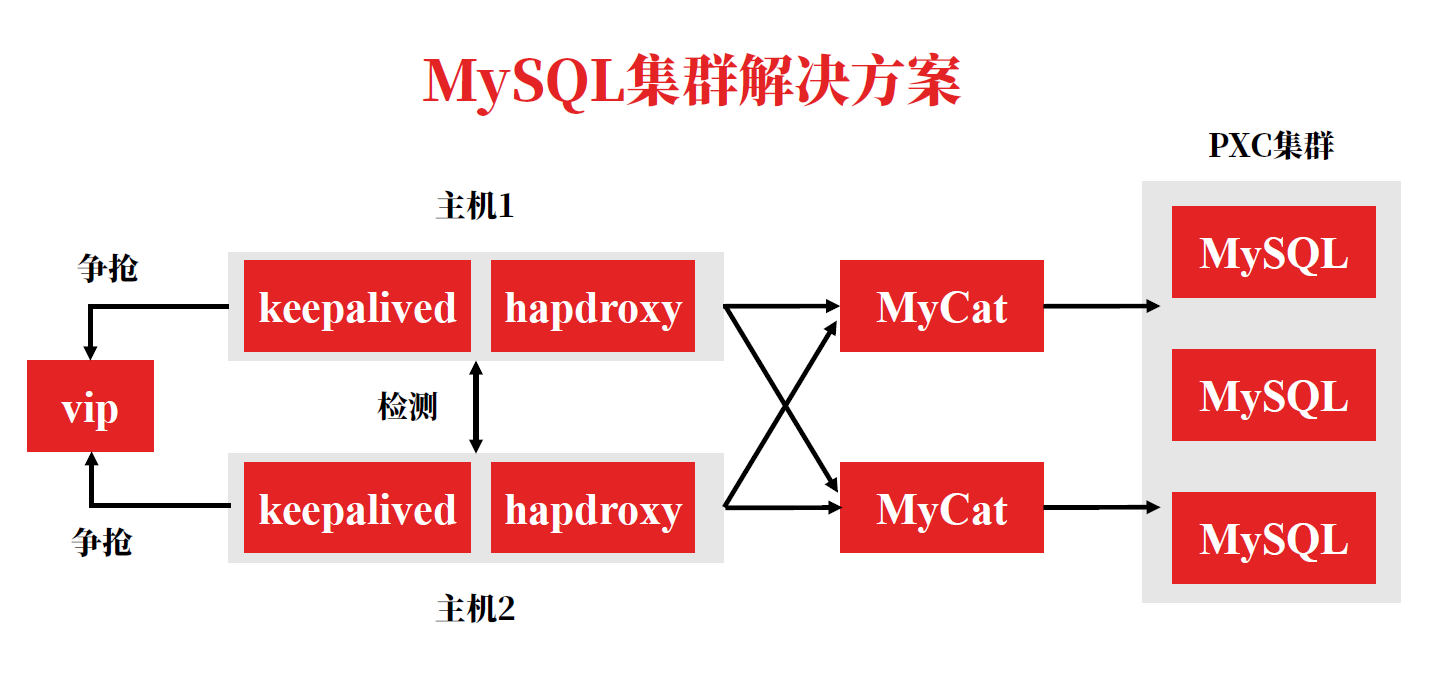 MySQL集群解决方案
PXC集群
主机1
争抢
keepalived
hapdroxy
MyCat
MySQL
vip
检测
MySQL
keepalived
hapdroxy
MyCat
MySQL
争抢
主机2